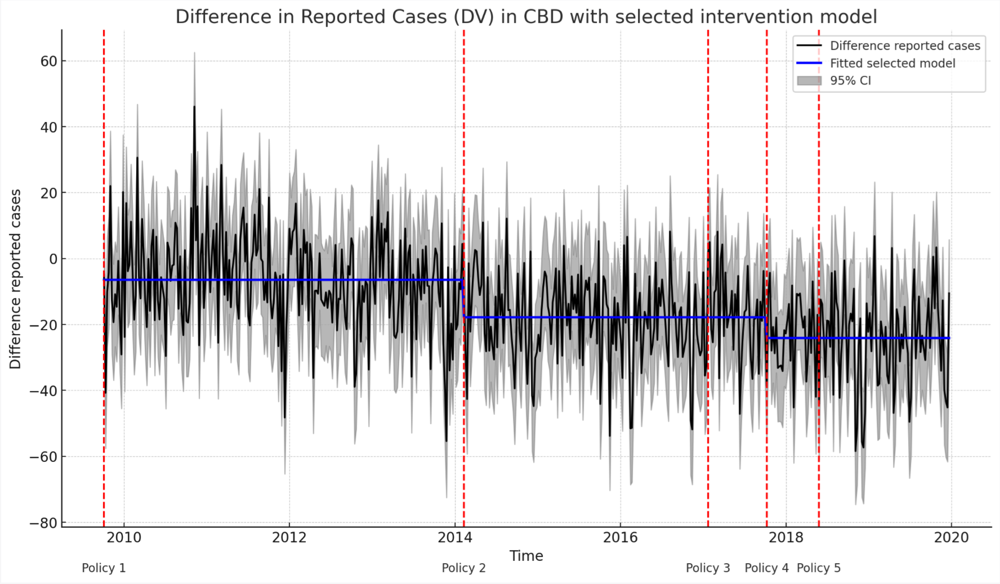 Difference in Reported Cases (DV) in CBD with selected intervention model
Difference reported cases
Fitted selected model
95% CI
Difference reported cases
60
40
20
0
−20
−40
−60
−80
2010
2012
2014
2016
2018
2020
Time
Policy 1
Policy 2
Policy 3
Policy 4
Policy 5